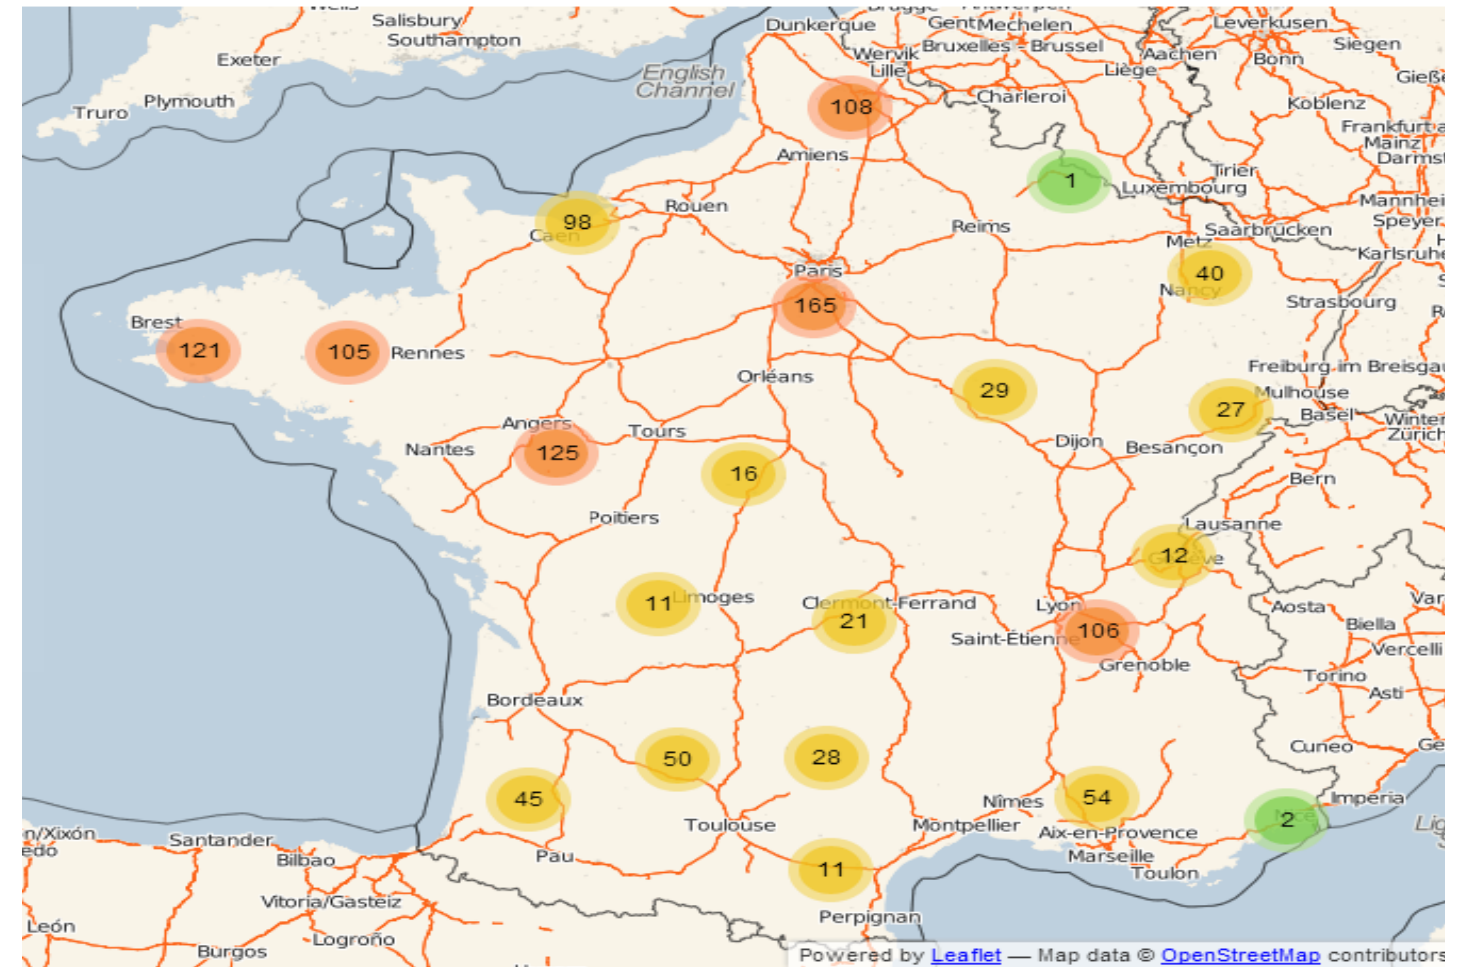 Salisbury
Southampton
Exeter
Plymouth
Truro
English
Channel
Dunkerque
Gent
Mechelen
Leverkusen
Wervik
Bruxelles - Brussel
Aachen
Siegen
Lille
Liège
Bonn
108
Charleroi
Koblenz
Amiens
Mainz
1
Trier
Luxembourg
98
Rouen
Caen
Reims
Metz
Saarbrücken
Paris
40
Nancy
165
Strasbourg
Brest
121
105
Rennes
Orléans
29
Freiburg im Breisgau
Mulhouse
27
Basel
Angers
Tours
Nantes
125
Dijon
Besançon
Zürich
16
Bern
Poitiers
Lausanne
12
Genève
11
Limoges
Clermont-Ferrand
21
Lyon
Aosta
Saint-Étienne
106
Biella
Grenoble
Vercelli
Torino
Asti
Bordeaux
50
28
Cuneo
45
54
Nîmes
Imperia
Toulouse
Montpellier
Nice
2
Aix-en-Provence
Santander
Bilbao
Pau
11
Marseille
Toulon
Vitoria/Gasteiz
Perpignan
León
Burgos
Logroño
Powered by Leaflet — Map data © OpenStreetMap contributors